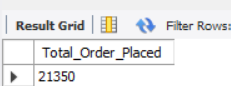 Result Grid Filter Rows:
Total_Order_Placed
21350